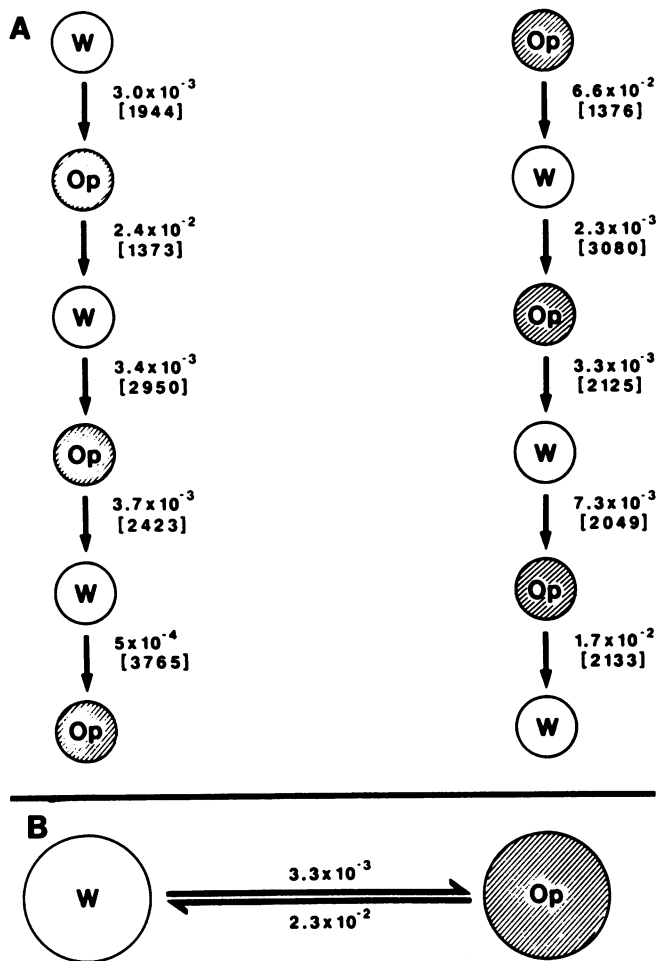 A
W
3.0x10⁻³
[1944]
Op
2.4x10⁻²
[1373]
W
3.4x10⁻³
[2950]
Op
3.7x10⁻³
[2423]
W
5x10⁻⁴
[3765]
Op
Op
6.6x10⁻²
[1376]
W
2.3x10⁻³
[3080]
Op
3.3x10⁻³
[2125]
W
7.3x10⁻³
[2049]
Op
1.7x10⁻²
[2133]
W
B
W
3.3x10⁻³
2.3x10⁻²
Op